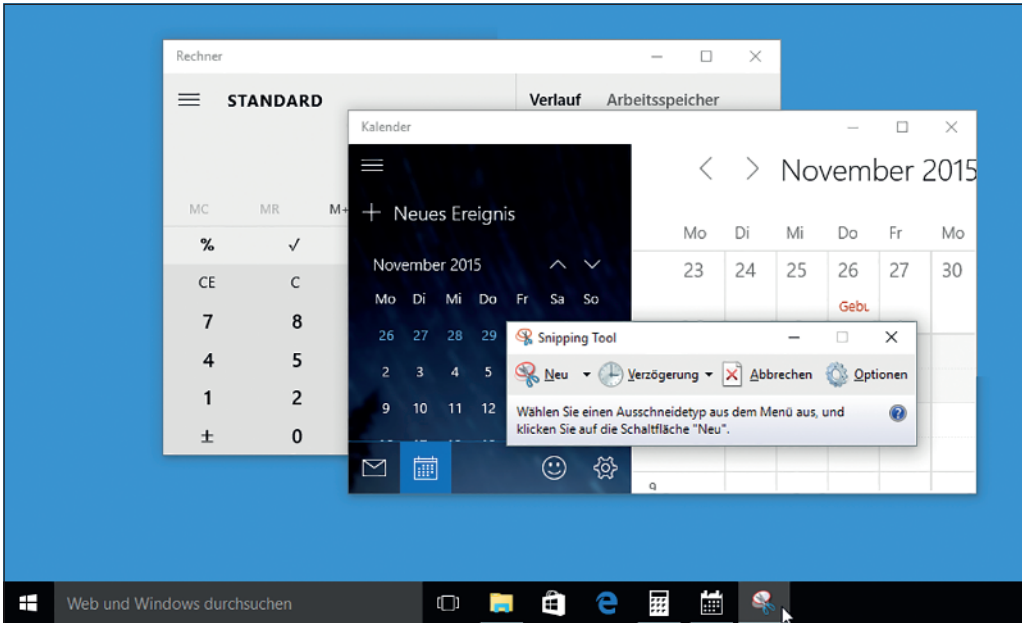 Rechner
STANDARD
Verlauf Arbeitsspeicher
MC MR M+
% √
CE C
7 8
4 5
1 2
± 0
Kalender
Neues Ereignis
November 2015
Mo Di Mi Do Fr Sa So
26 27 28 29
2 3 4 5
9 10 11 12
November 2015
Mo Di Mi Do Fr Mo
23 24 25 26 27 30
Snipping Tool
Neu Verzögerung Abbrechen Optionen
Wählen Sie einen Ausschneidetyp aus dem Menü aus, und
klicken Sie auf die Schaltfläche "Neu".
Web und Windows durchsuchen